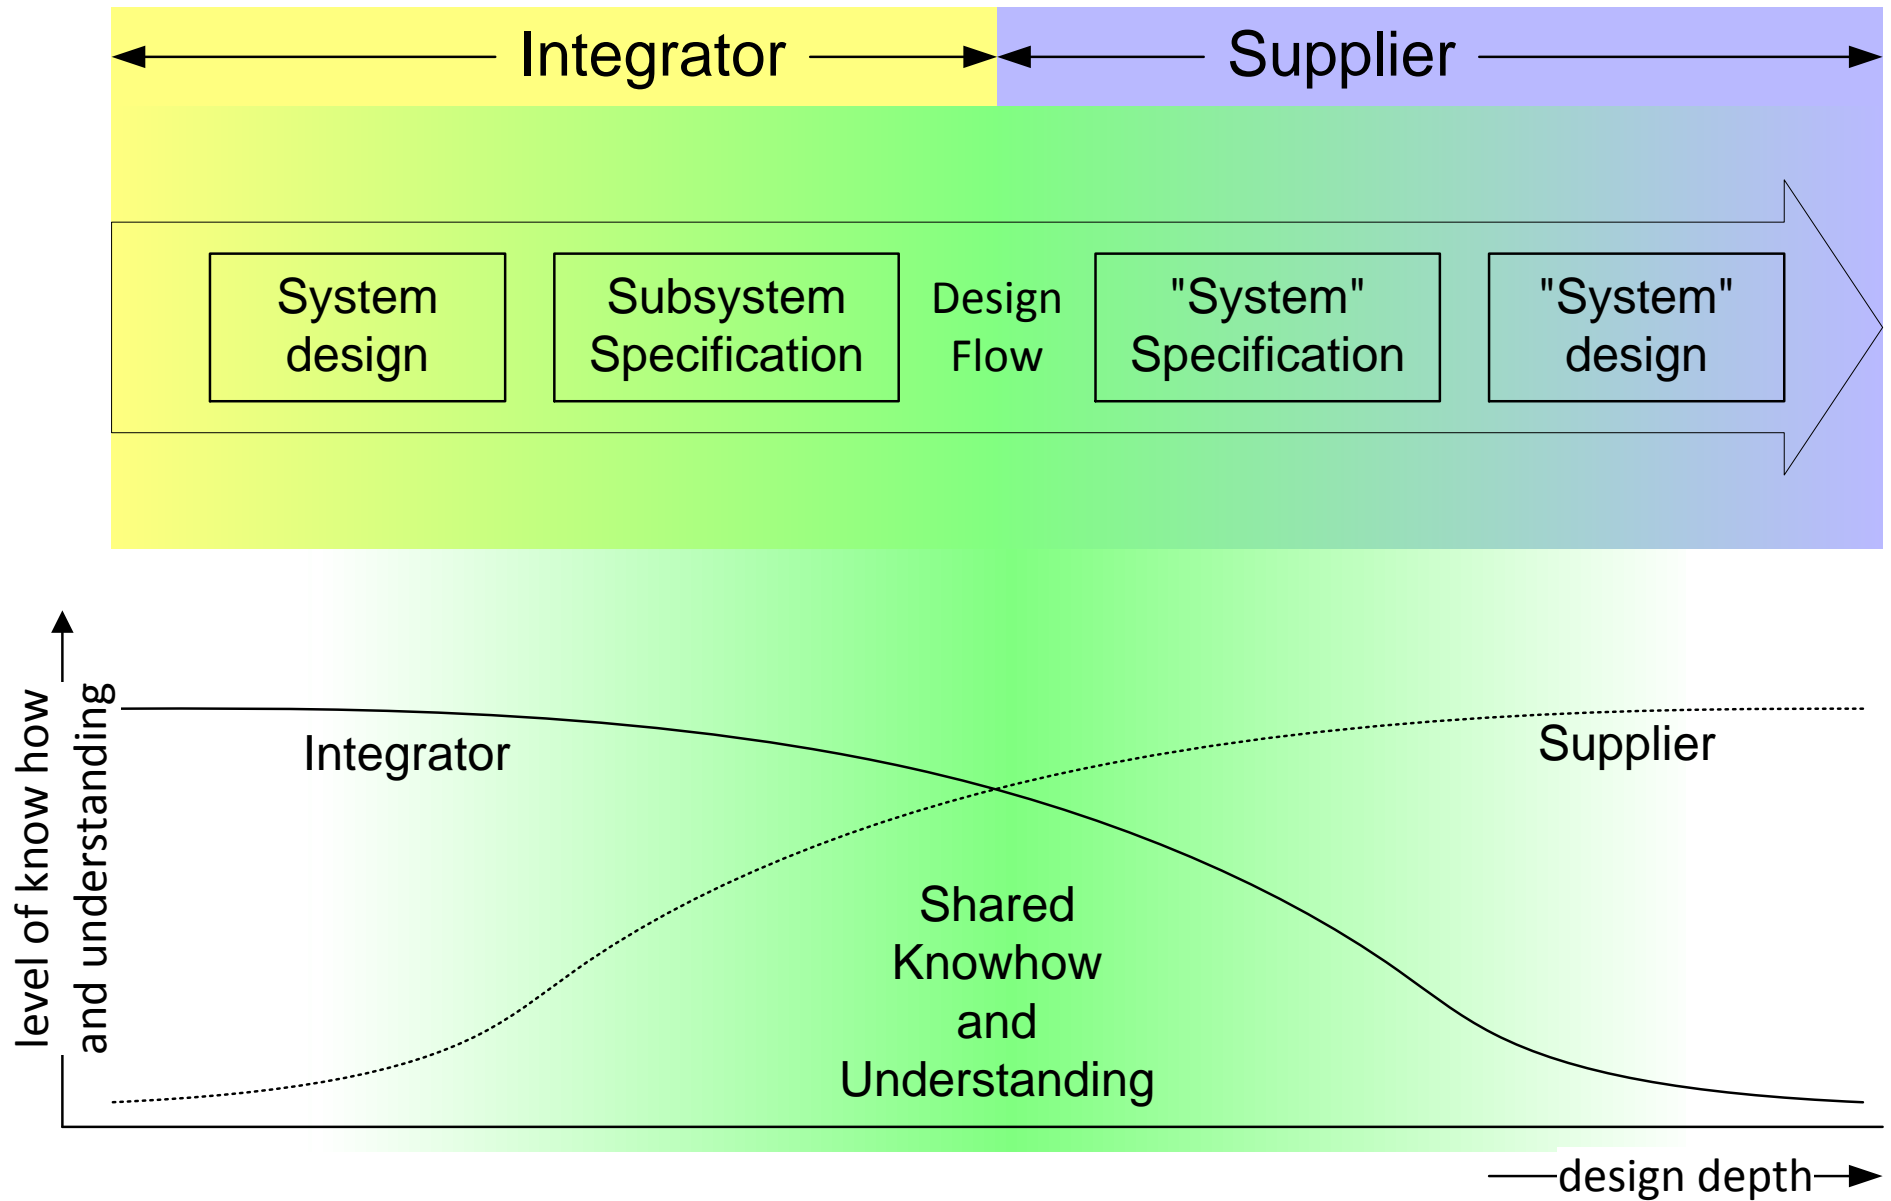 Integrator
Supplier
System
design
Subsystem
Specification
Design
Flow
"System"
Specification
"System"
design
level of know how
and understanding
Integrator
Supplier
Shared
Knowhow
and
Understanding
design depth